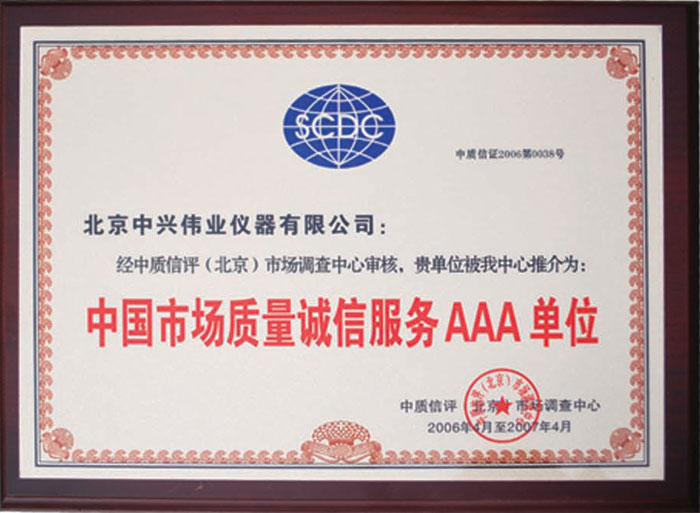 SCDC
中质信证2006第0038号
北京中兴伟业仪器有限公司：
经中质信评（北京）市场调查中心审核，贵单位被我中心推介为：
中国市场质量诚信服务AAA单位
中质信评（北京）市场调查中心
2006年4月至2007年4月